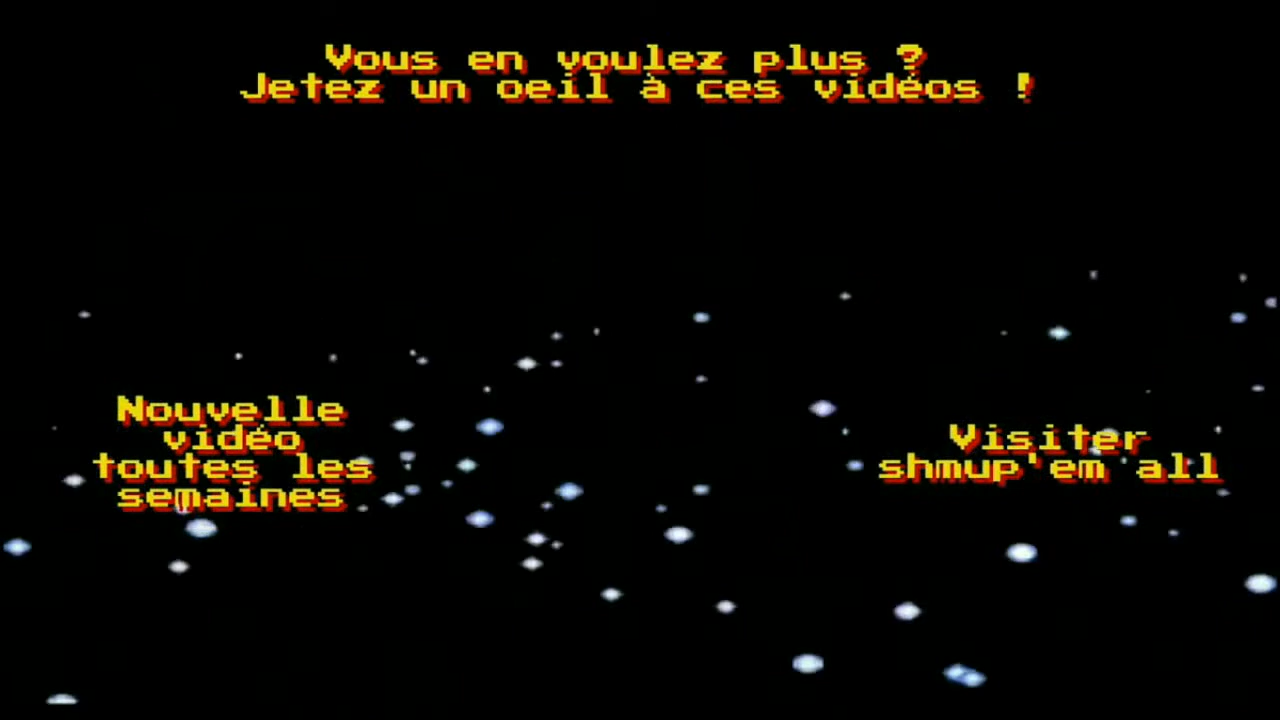 Vous en voulez plus ?
Jetez un oeil à ces vidéos !
Nouvelle
vidéo
toutes les
semaines
Visiter
shmup'em all